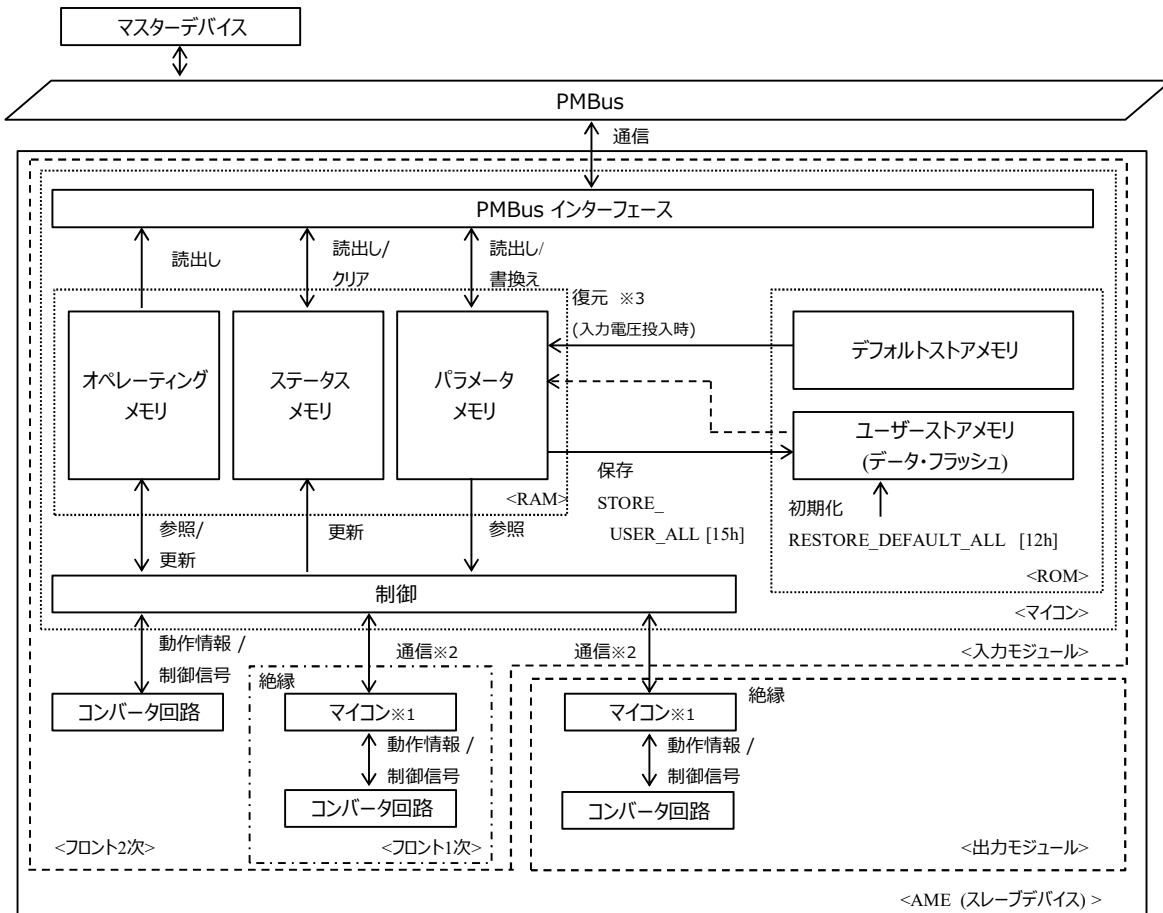 マスターデバイス
PMBus
通信
PMBus インターフェース
読出し
読出し/
クリア
読出し/
書換え
復元 ※3
(入力電圧投入時)
オペレーティング
メモリ
ステータス
メモリ
パラメータ
メモリ
デフォルトストアメモリ
ユーザーストアメモリ
(データ・フラッシュ)
<RAM>
保存
STORE_
USER_ALL [15h]
初期化
RESTORE_DEFAULT_ALL [12h]
<ROM>
参照/
更新
更新
参照
制御
<マイコン>
動作情報 /
制御信号
通信※2
通信※2
<入力モジュール>
絶縁
絶縁
コンバータ回路
マイコン※1
マイコン※1
動作情報 /
制御信号
動作情報 /
制御信号
コンバータ回路
コンバータ回路
<フロント2次>
<フロント1次>
<出力モジュール>
<AME (スレーブデバイス) >